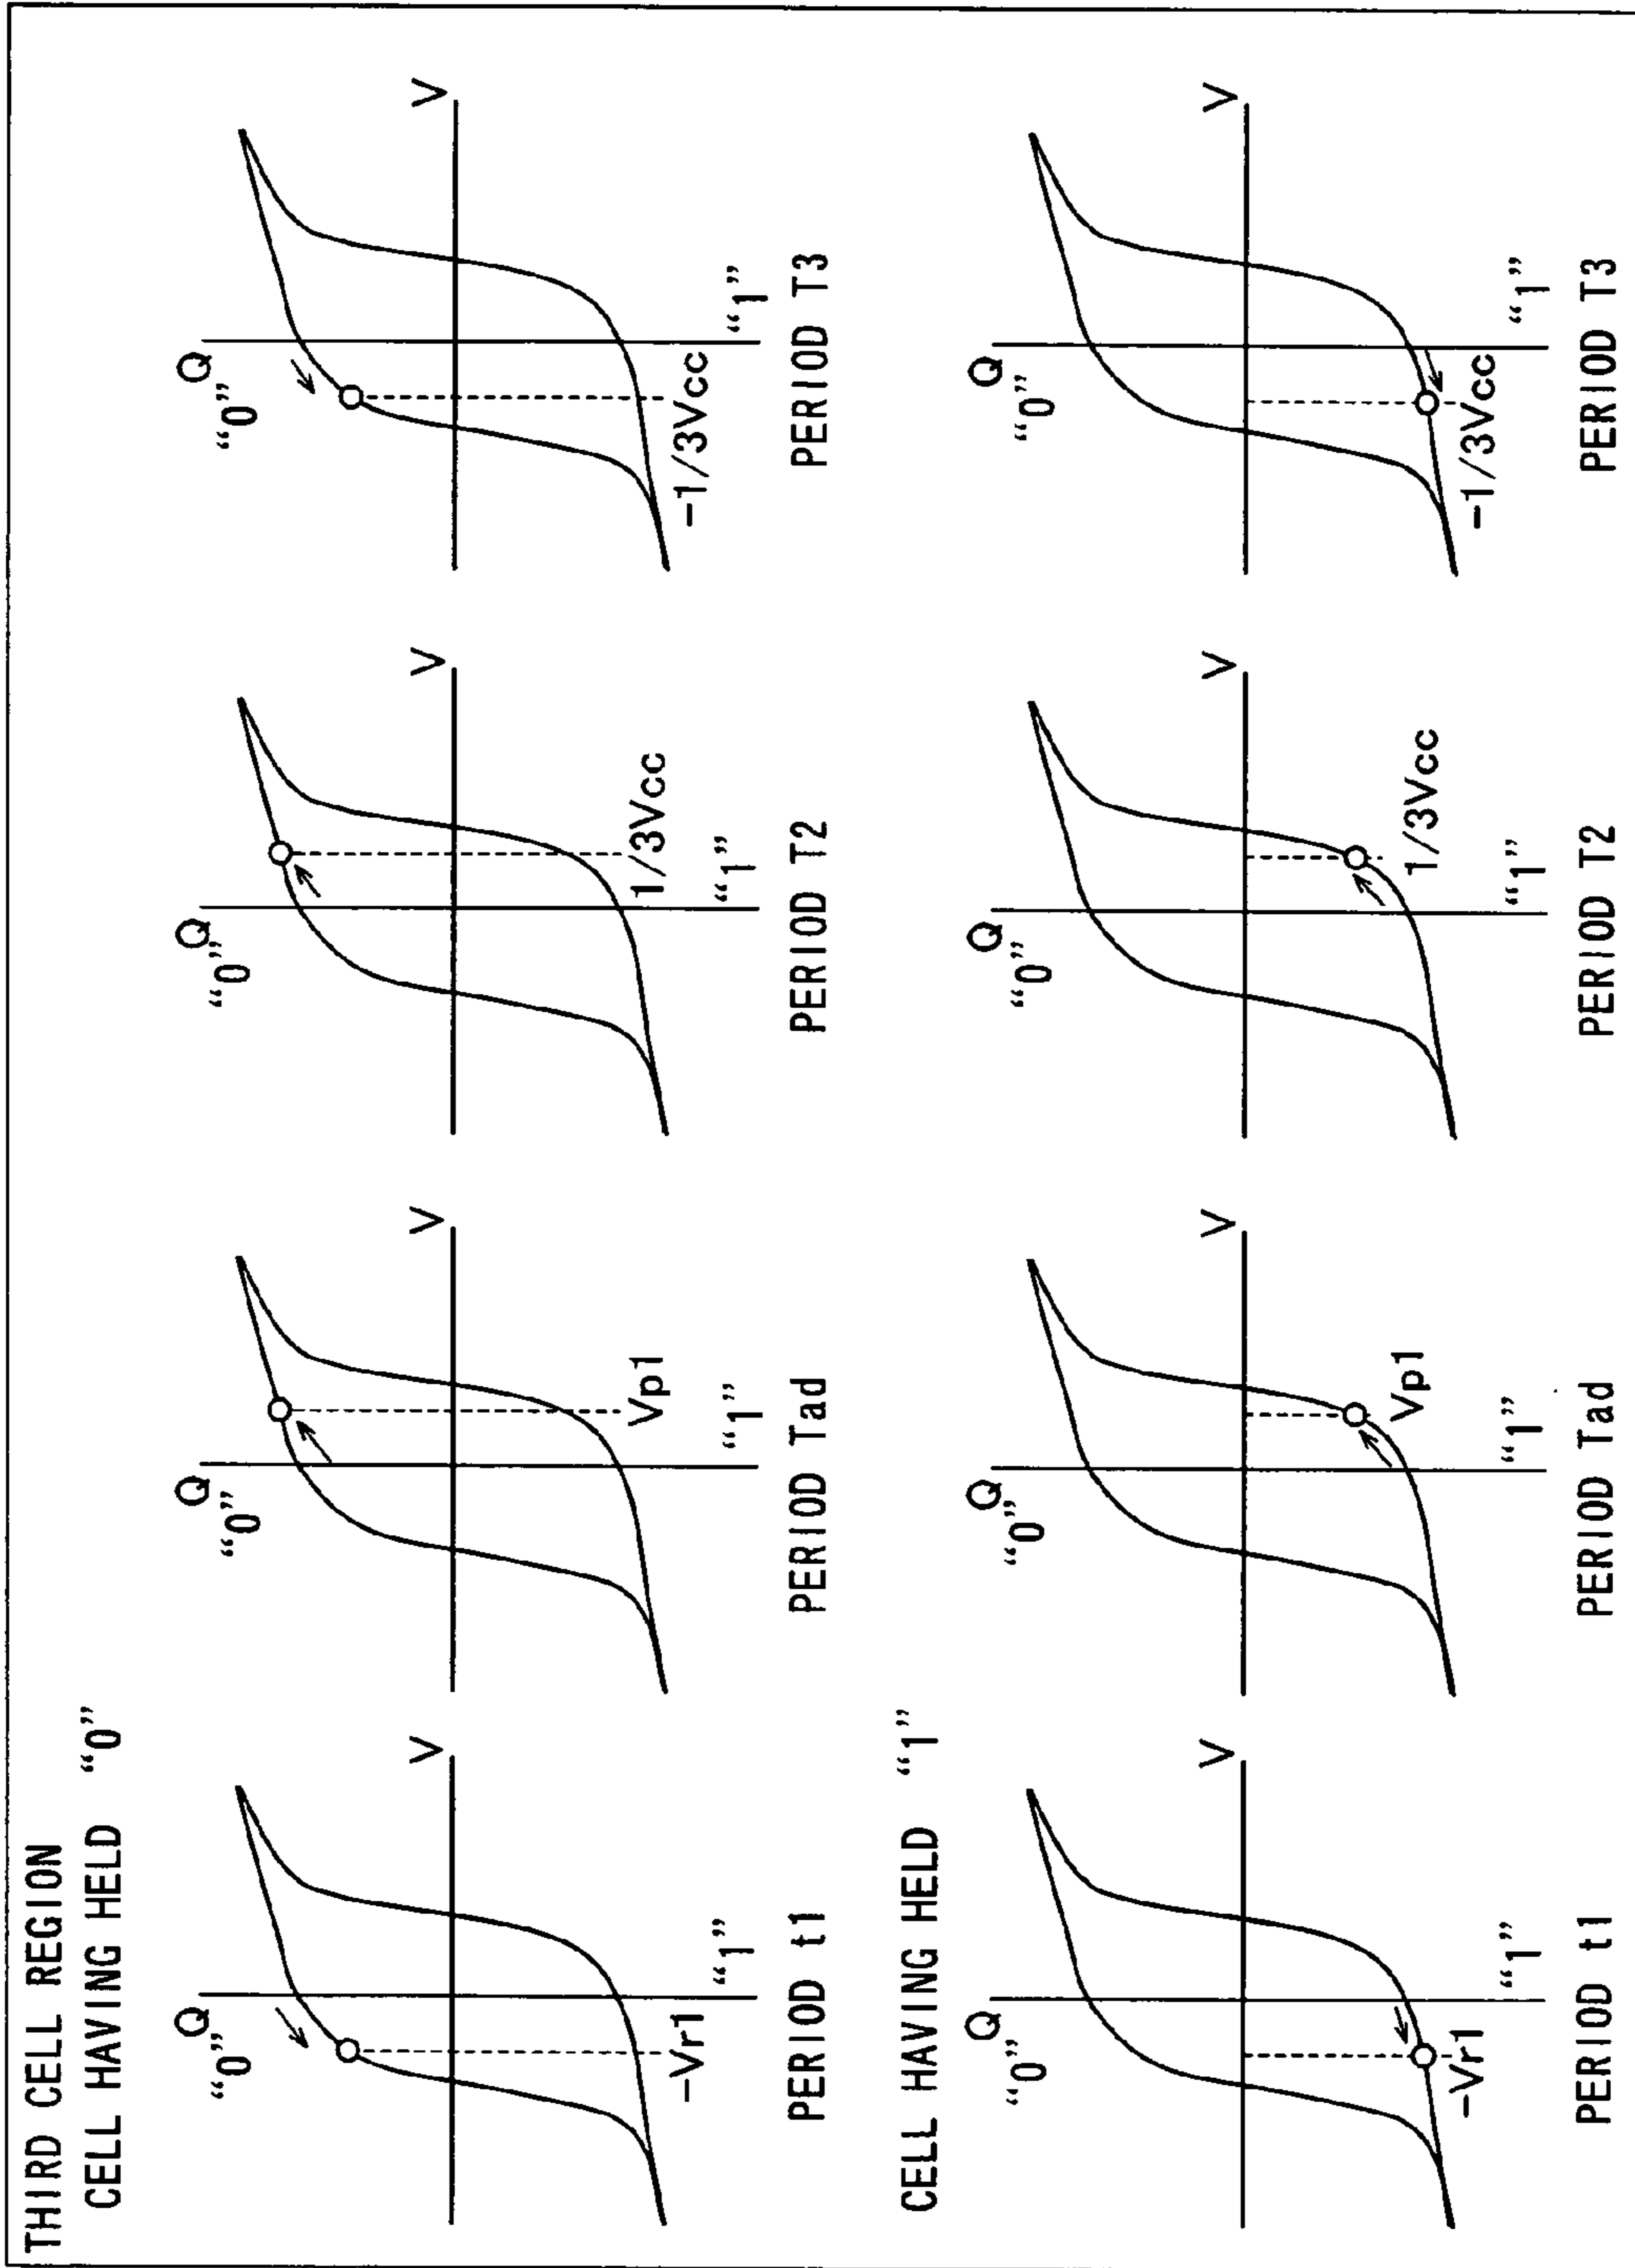 THIRD CELL REGION
CELL HAVING HELD “0”
Q
“0”
V
-Vr1
“1”
PERIOD t1
Q
“0”
V
Vp1
“1”
PERIOD Tad
Q
“0”
V
1/3Vcc
“1”
PERIOD T2
Q
“0”
V
-1/3Vcc
“1”
PERIOD T3
CELL HAVING HELD “1”
Q
“0”
V
-Vr1
“1”
PERIOD t1
Q
“0”
V
Vp1
“1”
PERIOD Tad
Q
“0”
V
1/3Vcc
“1”
PERIOD T2
Q
“0”
V
-1/3Vcc
“1”
PERIOD T3